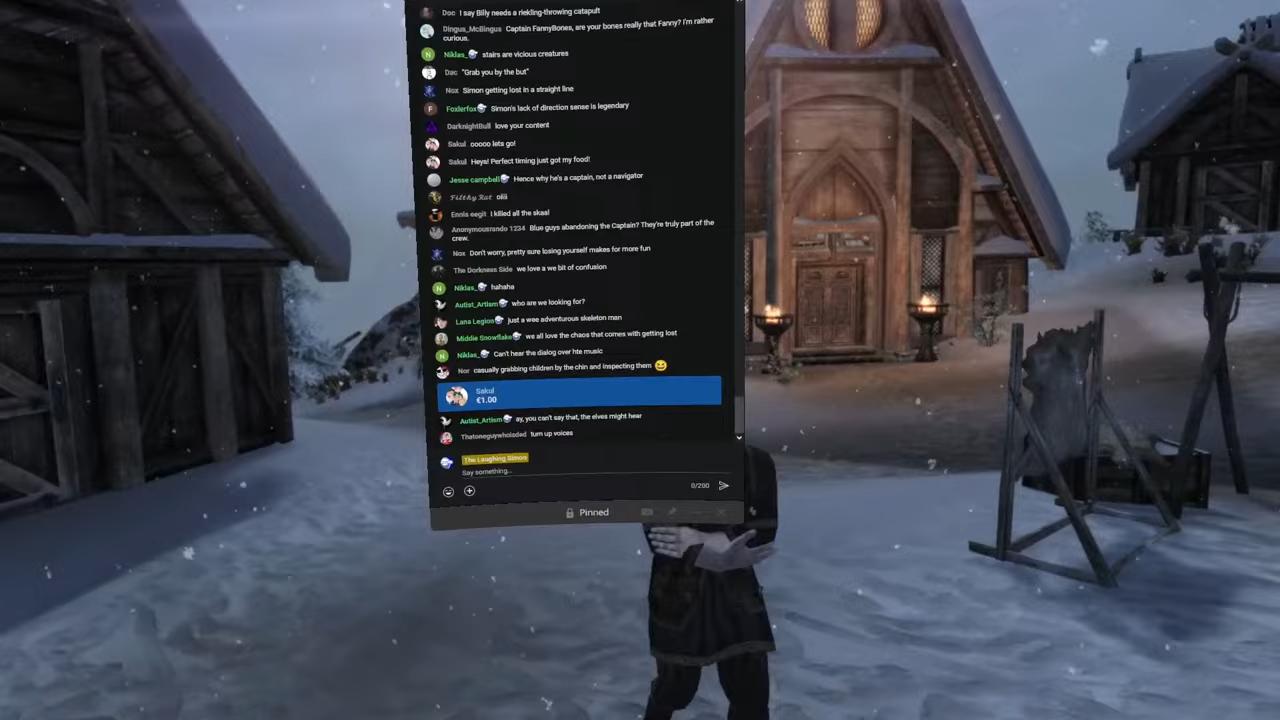 Doc I say Billy needs a riekling-throwing catapult
Dingus_McBingus Captain FannyBones, are your bones really that Fanny? I'm rather
curious.
N Niklas_ stairs are vicious creatures
Dac "Grab you by the but"
Nox Simon getting lost in a straight line
F Foxlerfox Simon's lack of direction sense is legendary
DarknightBull love your content
Sakul ooooo lets go!
Sakul Heya! Perfect timing just got my food!
Jesse campbell Hence why he's a captain, not a navigator
Filthy Rat oiii
Ennis eegit I killed all the skaal
Anonymousrando 1234 Blue guys abandoning the Captain? They're truly part of the
crew.
Nox Don't worry, pretty sure losing yourself makes for more fun
The Dorkness Side we love a we bit of confusion
N Niklas_ hahaha
Autist_Artism who are we looking for?
Lana Legion just a wee adventurous skeleton man
Middie Snowflake we all love the chaos that comes with getting lost
N Niklas_ Can't hear the dialog over hte music
Nor casually grabbing children by the chin and inspecting them
Sakul
€1.00
Autist_Artism ay, you can't say that, the elves might hear
Thatoneguywhoisdad turn up voices
The Laughing Simon
Say something...
0/200
Pinned